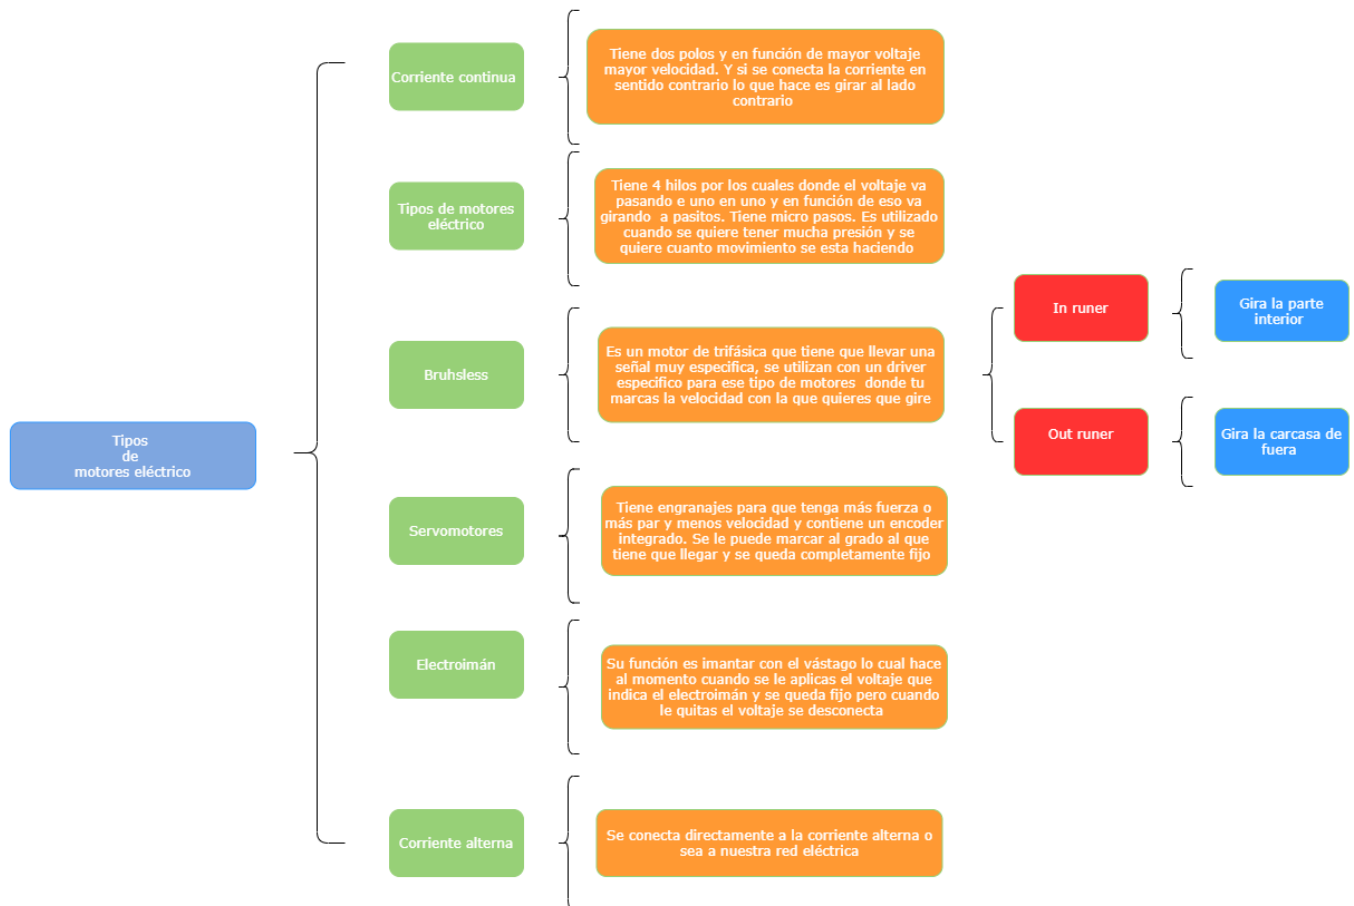 Tipos
de
motores eléctrico
Corriente continua
Tiene dos polos y en función de mayor voltaje
mayor velocidad. Y si se conecta la corriente en
sentido contrario lo que hace es girar al lado
contrario
Tipos de motores
eléctrico
Tiene 4 hilos por los cuales donde el voltaje va
pasando e uno en uno y en función de eso va
girando a pasitos. Tiene micro pasos. Es utilizado
cuando se quiere tener mucha presión y se
quiere cuanto movimiento se esta haciendo
Bruhsless
Es un motor de trifásica que tiene que llevar una
señal muy especifica, se utilizan con un driver
especifico para ese tipo de motores donde tu
marcas la velocidad con la que quieres que gire
In runer
Gira la parte
interior
Out runer
Gira la carcasa de
fuera
Servomotores
Tiene engranajes para que tenga más fuerza o
más par y menos velocidad y contiene un encoder
integrado. Se le puede marcar al grado al que
tiene que llegar y se queda completamente fijo
Electroimán
Su función es imantar con el vástago lo cual hace
al momento cuando se le aplicas el voltaje que
indica el electroimán y se queda fijo pero cuando
le quitas el voltaje se desconecta
Corriente alterna
Se conecta directamente a la corriente alterna o
sea a nuestra red eléctrica